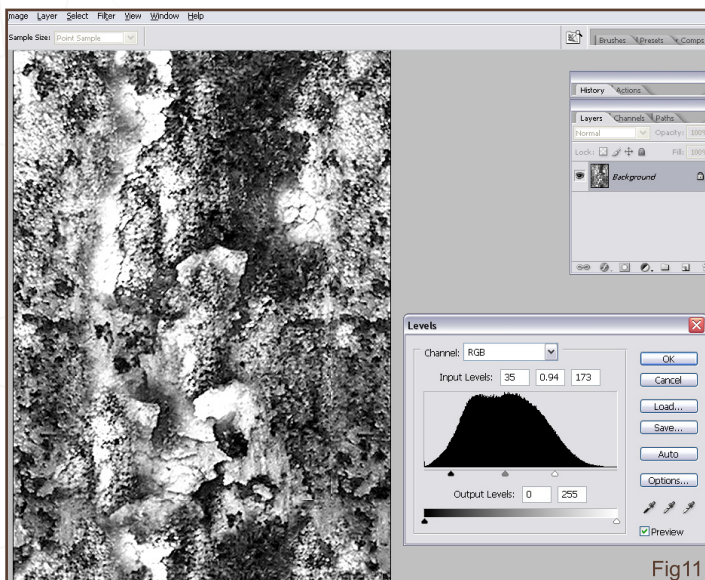 mage Layer Select Filter View Window Help
Sample Size: Point Sample
Brushes Presets Comps
History Actions
Layers Channels Paths
Normal Opacity: 100%
Lock: Fill: 100%
Background
Levels
Channel: RGB
OK
Input Levels: 35 0.94 173
Cancel
Load...
Save...
Auto
Options...
Output Levels: 0 255
Preview
Fig11